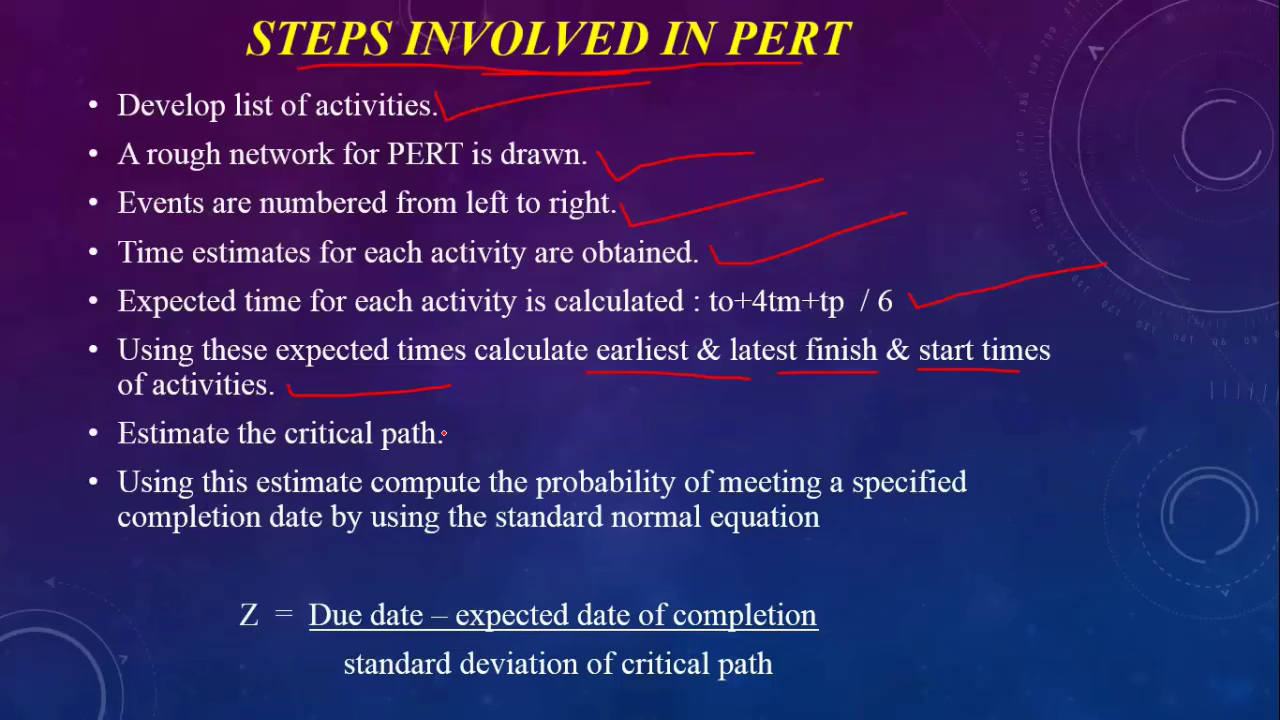 STEPS INVOLVED IN PERT
• Develop list of activities.
• A rough network for PERT is drawn.
• Events are numbered from left to right.
• Time estimates for each activity are obtained.
• Expected time for each activity is calculated : to+4tm+tp / 6
• Using these expected times calculate earliest & latest finish & start times
of activities.
• Estimate the critical path.
• Using this estimate compute the probability of meeting a specified
completion date by using the standard normal equation
Z = Due date – expected date of completion
standard deviation of critical path